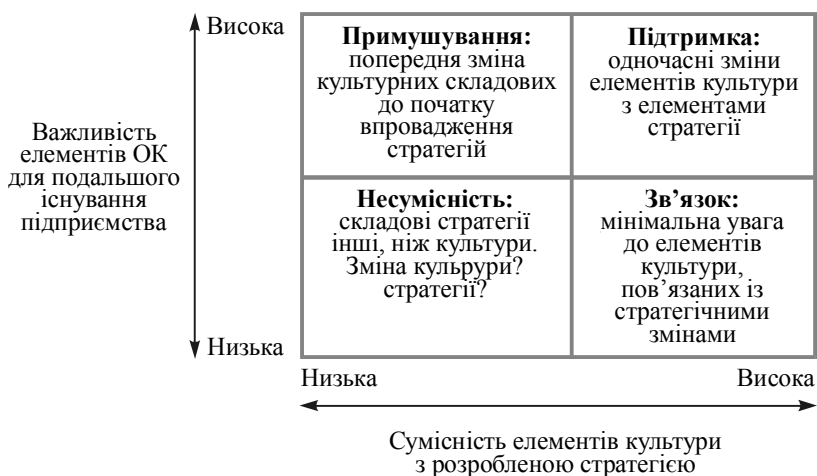 Висока
Примушування:
попередня зміна
культурних складових
до початку
впровадження
стратегій
Підтримка:
одночасні зміни
елементів культури
з елементами
стратегії
Важливість
елементів ОК
для подальшого
існування
підприємства
Несумісність:
складові стратегії
інші, ніж культури.
Зміна кульрури?
стратегії?
Зв’язок:
мінімальна увага
до елементів
культури,
пов’язаних із
стратегічними
змінами
Низька
Низька
Висока
Сумісність елементів культури
з розробленою стратегією